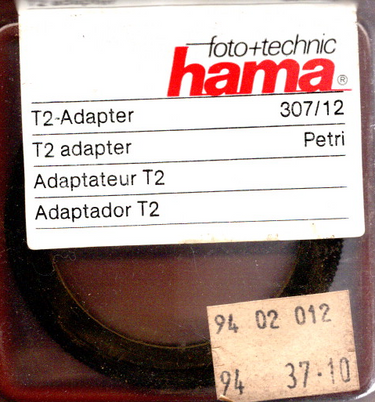 foto+technic
hama®
T2-Adapter 307/12
T2 adapter Petri
Adaptateur T2
Adaptador T2
94 02 012
94 37·10